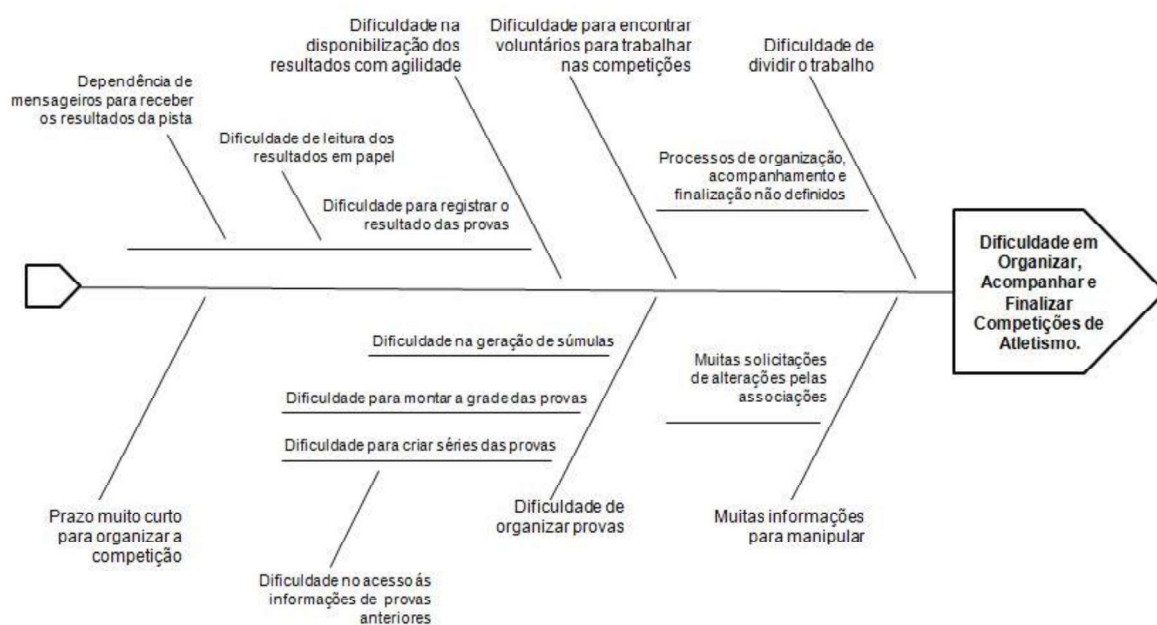 Dificuldade na
disponibilização dos
resultados com agilidade
Dificuldade para encontrar
voluntários para trabalhar
nas competições
Dificuldade de
dividir o trabalho
Dependência de
mensageiros para receber
os resultados da pista
Dificuldade de leitura dos
resultados em papel
Dificuldade para registrar o
resultado das provas
Processos de organização,
acompanhamento e
finalização não definidos
Dificuldade em
Organizar,
Acompanhar e
Finalizar
Competições de
Atletismo.
Dificuldade na geração de súmulas
Dificuldade para montar a grade das provas
Dificuldade para criar séries das provas
Muitas solicitações
de alterações pelas
associações
Prazo muito curto
para organizar a
competição
Dificuldade de
organizar provas
Muitas informações
para manipular
Dificuldade no acesso ás
informações de provas
anteriores